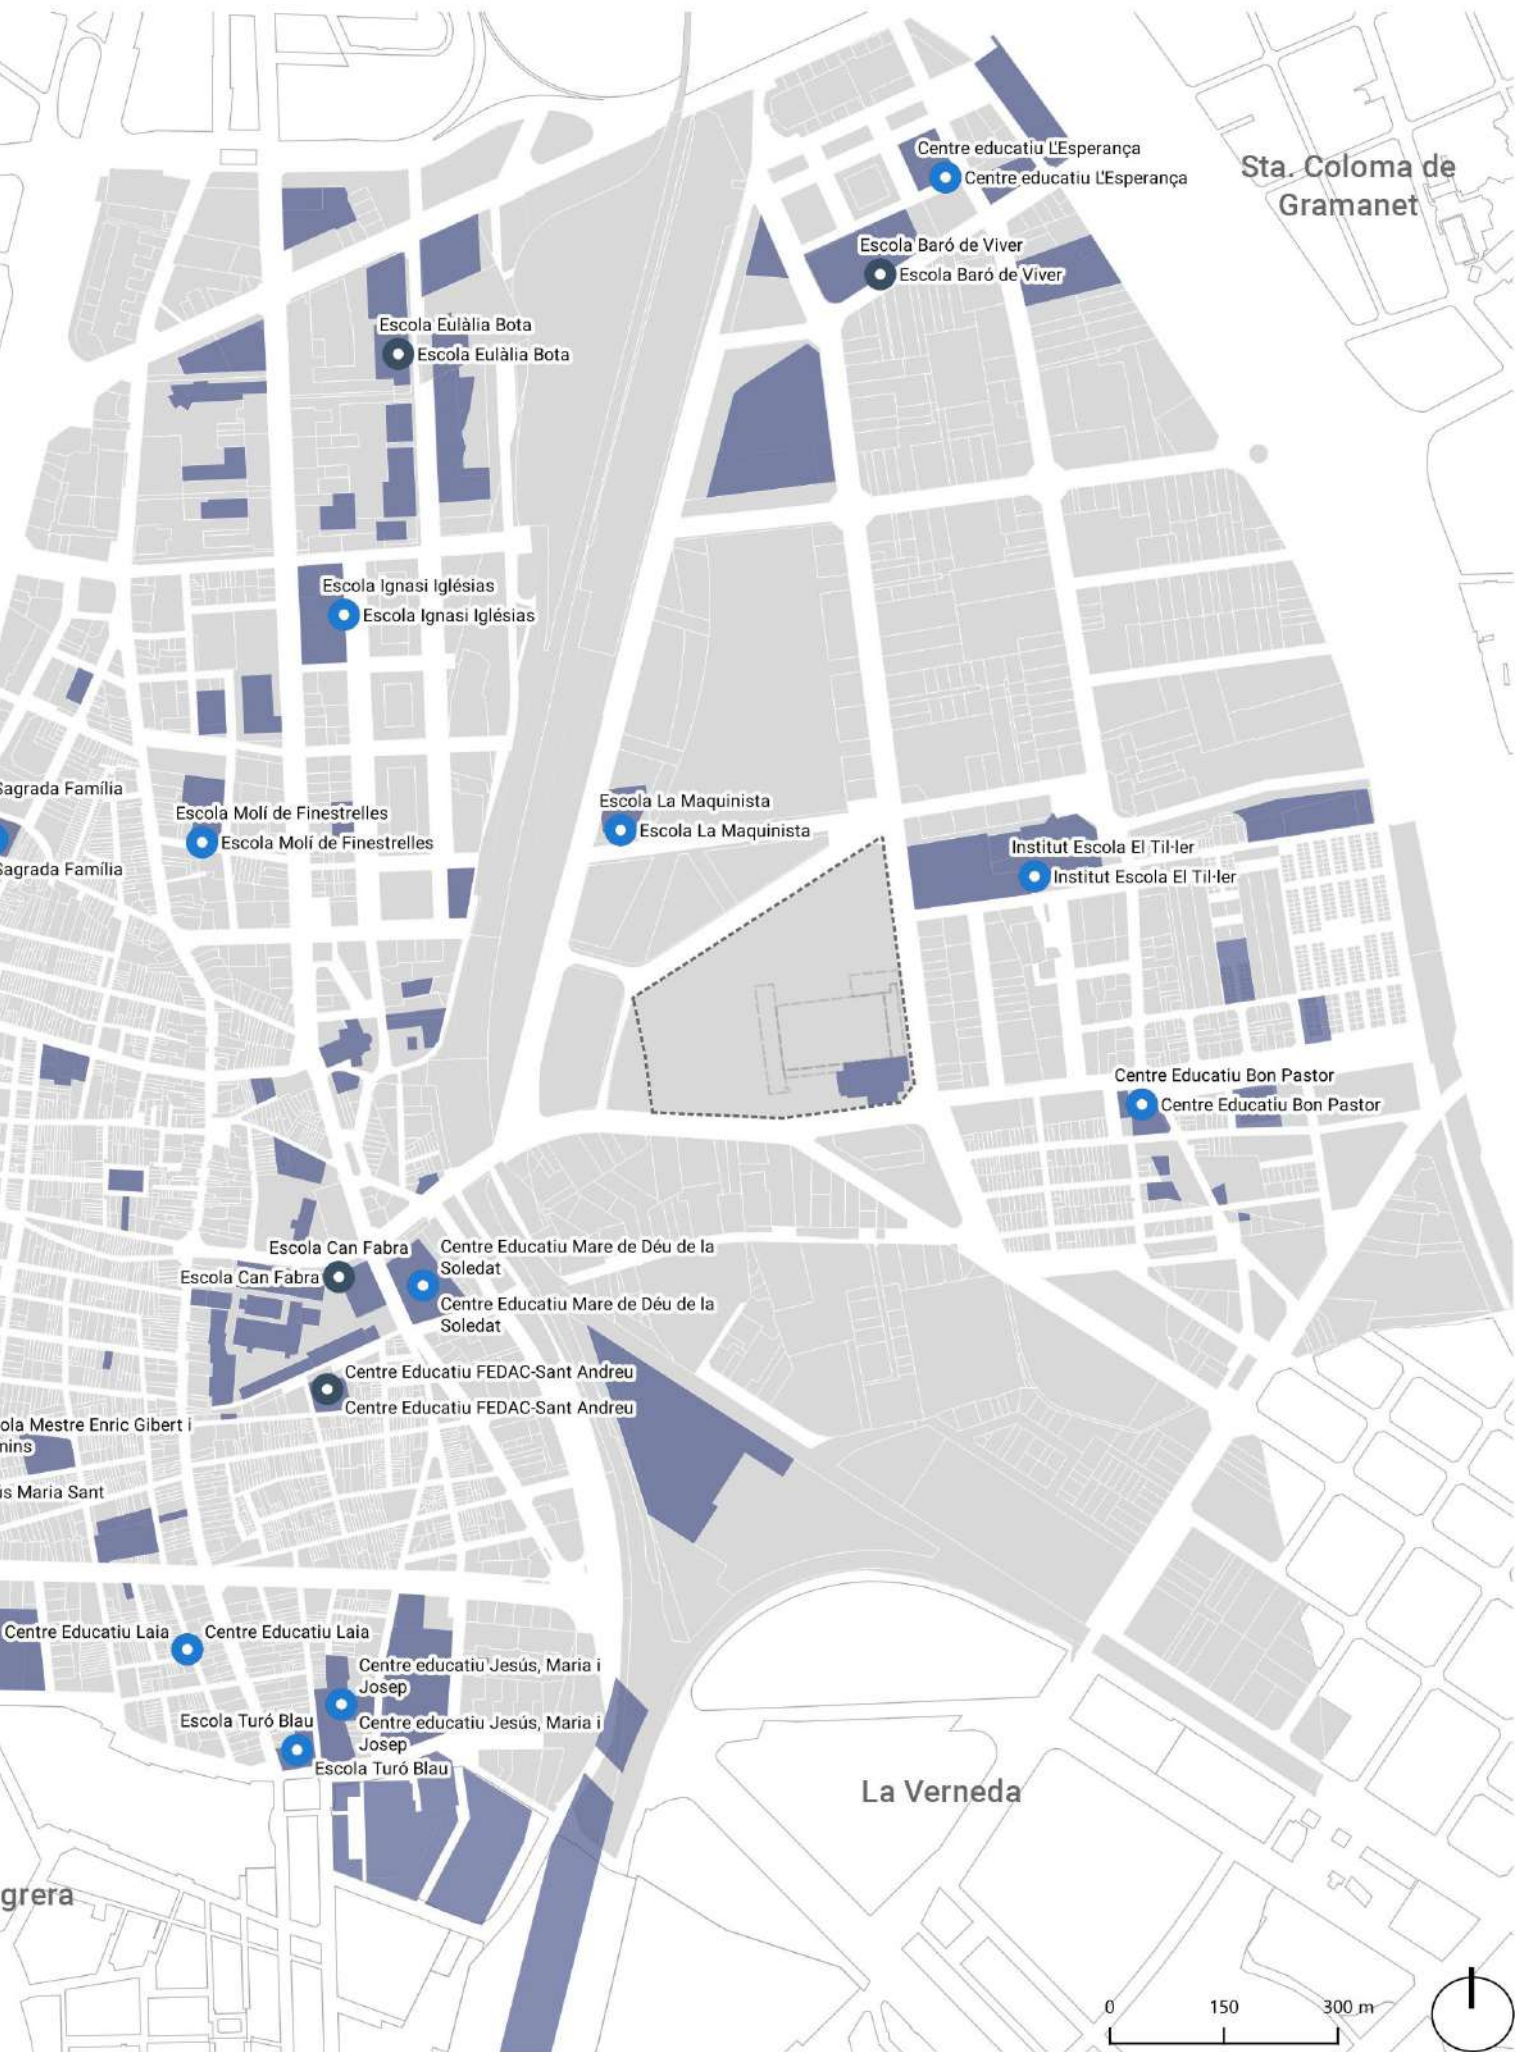 Centre educatiu L'Esperança
Centre educatiu L'Esperança
Sta. Coloma de
Gramanet
Escola Baró de Viver
Escola Baró de Viver
Escola Eulàlia Bota
Escola Eulàlia Bota
Escola Ignasi Iglésias
Escola Ignasi Iglésias
Sagrada Família
Escola Molí de Finestrelles
Escola Molí de Finestrelles
Sagrada Família
Escola La Maquinista
Escola La Maquinista
Institut Escola El Til·ler
Institut Escola El Til·ler
Centre Educatiu Bon Pastor
Centre Educatiu Bon Pastor
Escola Can Fabra
Escola Can Fabra
Centre Educatiu Mare de Déu de la
Soledat
Centre Educatiu Mare de Déu de la
Soledat
Centre Educatiu FEDAC-Sant Andreu
Centre Educatiu FEDAC-Sant Andreu
ola Mestre Enric Gibert i
nins
is Maria Sant
Centre Educatiu Laia
Centre Educatiu Laia
Centre educatiu Jesús, Maria i
Josep
Centre educatiu Jesús, Maria i
Josep
Escola Turó Blau
Escola Turó Blau
La Verneda
grera
0 150 300 m